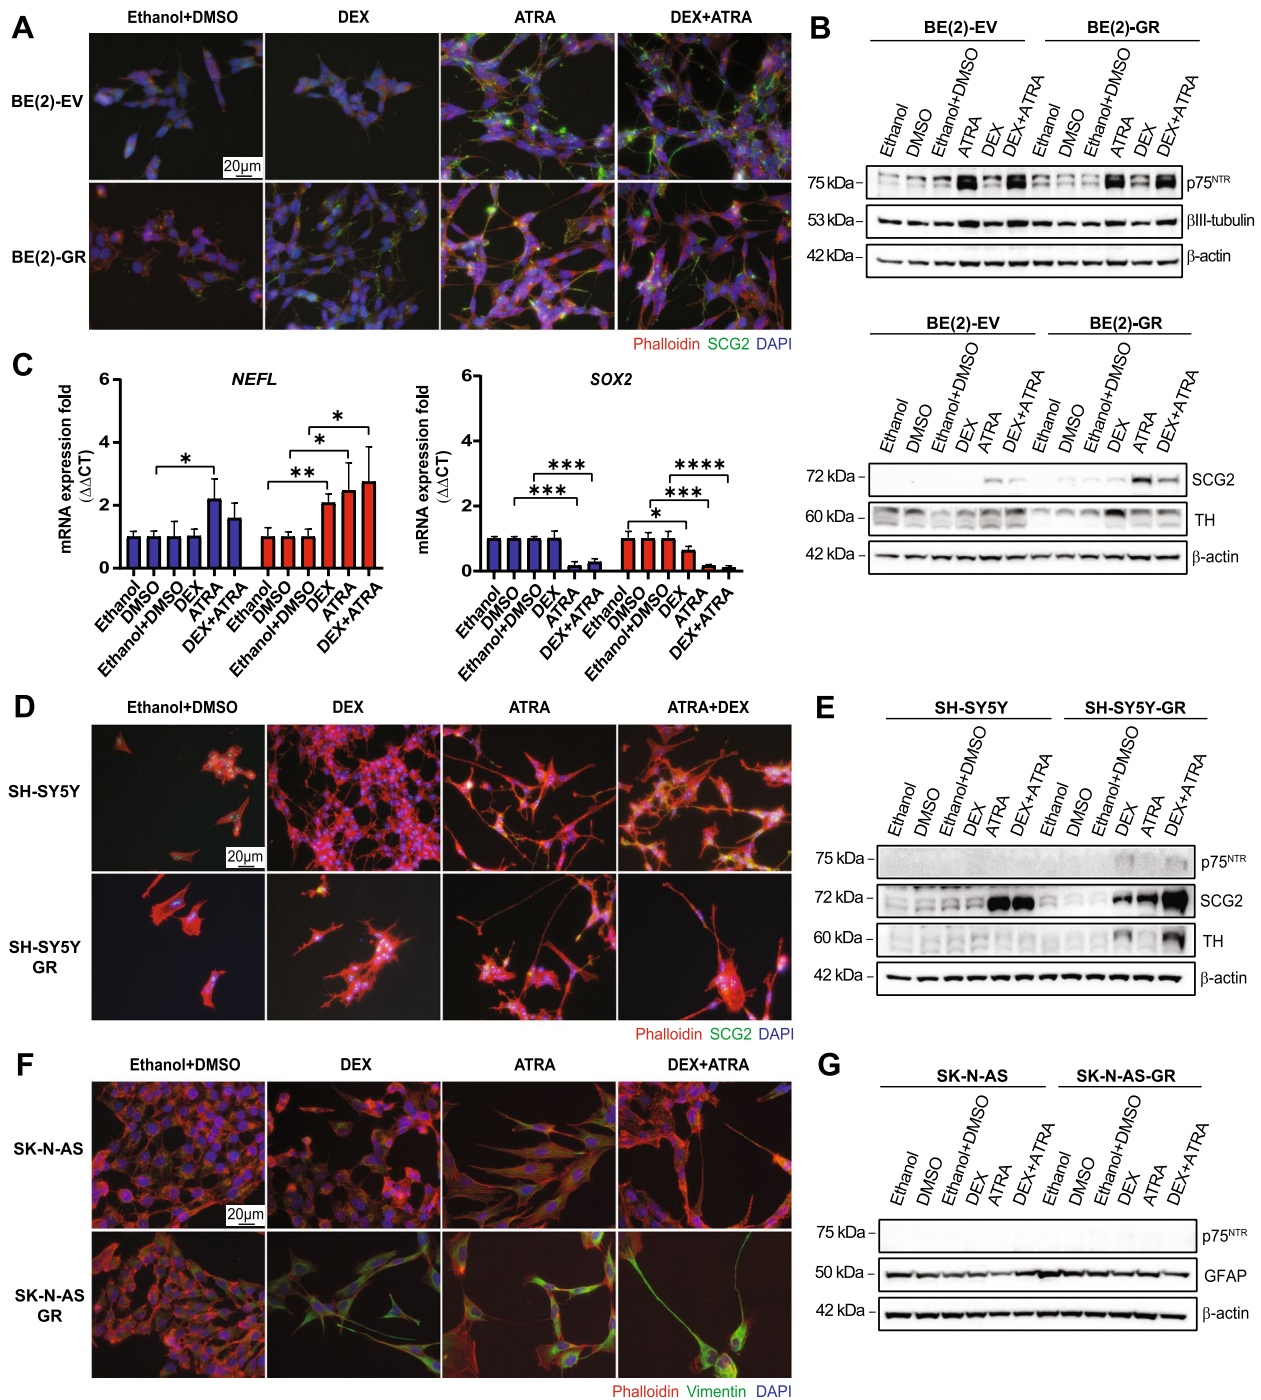 A
Ethanol+DMSO DEX ATRA DEX+ATRA
BE(2)-EV
20µm
BE(2)-GR
Phalloidin SCG2 DAPI
B
BE(2)-EV BE(2)-GR
Ethanol DMSO Ethanol+DMSO ATRA DEX DEX+ATRA Ethanol DMSO Ethanol+DMSO ATRA DEX DEX+ATRA
75 kDa p75NTR
53 kDa βIII-tubulin
42 kDa β-actin
BE(2)-EV BE(2)-GR
Ethanol DMSO Ethanol+DMSO DEX ATRA DEX+ATRA Ethanol DMSO Ethanol+DMSO DEX ATRA DEX+ATRA
72 kDa SCG2
60 kDa TH
42 kDa β-actin
C
NEFL
mRNA expression fold
(ΔΔCT)
6
4
2
0
* ** * *
Ethanol DMSO Ethanol+DMSO DEX ATRA DEX+ATRA Ethanol DMSO Ethanol+DMSO DEX ATRA DEX+ATRA
SOX2
mRNA expression fold
(ΔΔCT)
6
4
2
0
*** *** * *** ****
Ethanol DMSO Ethanol+DMSO DEX ATRA DEX+ATRA Ethanol DMSO Ethanol+DMSO DEX ATRA DEX+ATRA
D
Ethanol+DMSO DEX ATRA ATRA+DEX
SH-SY5Y
20µm
SH-SY5Y
GR
Phalloidin SCG2 DAPI
E
SH-SY5Y SH-SY5Y-GR
Ethanol DMSO Ethanol+DMSO DEX ATRA DEX+ATRA Ethanol DMSO Ethanol+DMSO DEX ATRA DEX+ATRA
75 kDa p75NTR
72 kDa SCG2
60 kDa TH
42 kDa β-actin
F
Ethanol+DMSO DEX ATRA DEX+ATRA
SK-N-AS
20µm
SK-N-AS
GR
Phalloidin Vimentin DAPI
G
SK-N-AS SK-N-AS-GR
Ethanol DMSO Ethanol+DMSO DEX ATRA DEX+ATRA Ethanol DMSO Ethanol+DMSO DEX ATRA DEX+ATRA
75 kDa p75NTR
50 kDa GFAP
42 kDa β-actin